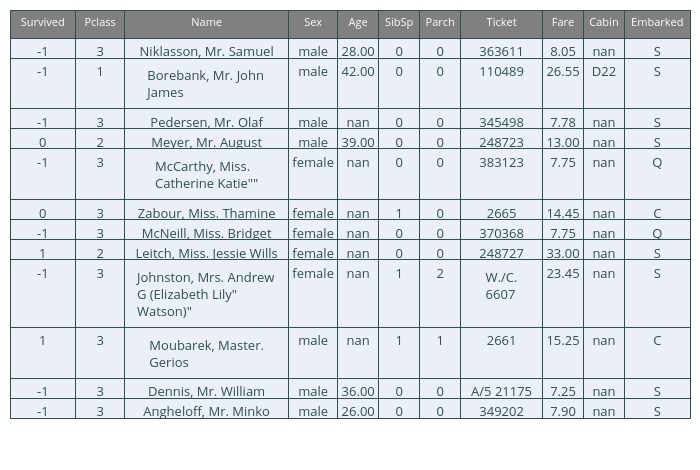 Survived Pclass Name Sex Age SibSp Parch Ticket Fare Cabin Embarked
-1 3 Niklasson, Mr. Samuel male 28.00 0 0 363611 8.05 nan S
-1 1 Borebank, Mr. John male 42.00 0 0 110489 26.55 D22 S
James
-1 3 Pedersen, Mr. Olaf male nan 0 0 345498 7.78 nan S
0 2 Meyer, Mr. August male 39.00 0 0 248723 13.00 nan S
-1 3 McCarthy, Miss. female nan 0 0 383123 7.75 nan Q
Catherine Katie""
0 3 Zabour, Miss. Thamine female nan 1 0 2665 14.45 nan C
-1 3 McNeill, Miss. Bridget female nan 0 0 370368 7.75 nan Q
1 2 Leitch, Miss. Jessie Wills female nan 0 0 248727 33.00 nan S
-1 3 Johnston, Mrs. Andrew female nan 1 2 W./C. 23.45 nan S
G (Elizabeth Lily" 6607
Watson)"
1 3 Moubarek, Master. male nan 1 1 2661 15.25 nan C
Gerios
-1 3 Dennis, Mr. William male 36.00 0 0 A/5 21175 7.25 nan S
-1 3 Angheloff, Mr. Minko male 26.00 0 0 349202 7.90 nan S